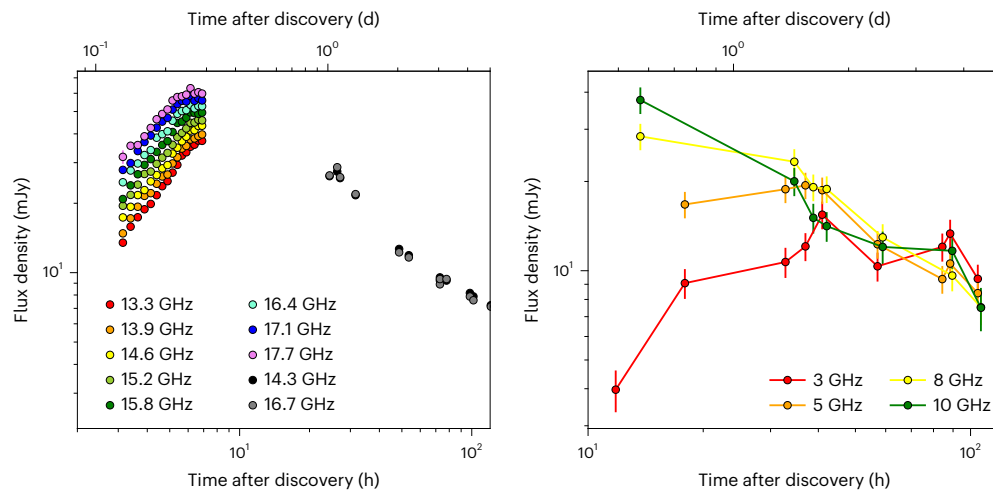 Time after discovery (d)
10⁻¹ 10⁰
Flux density (mJy)
10¹
13.3 GHz 16.4 GHz
13.9 GHz 17.1 GHz
14.6 GHz 17.7 GHz
15.2 GHz 14.3 GHz
15.8 GHz 16.7 GHz
10¹ 10²
Time after discovery (h)
Time after discovery (d)
10⁰
Flux density (mJy)
10¹
3 GHz 8 GHz
5 GHz 10 GHz
10¹ 10²
Time after discovery (h)